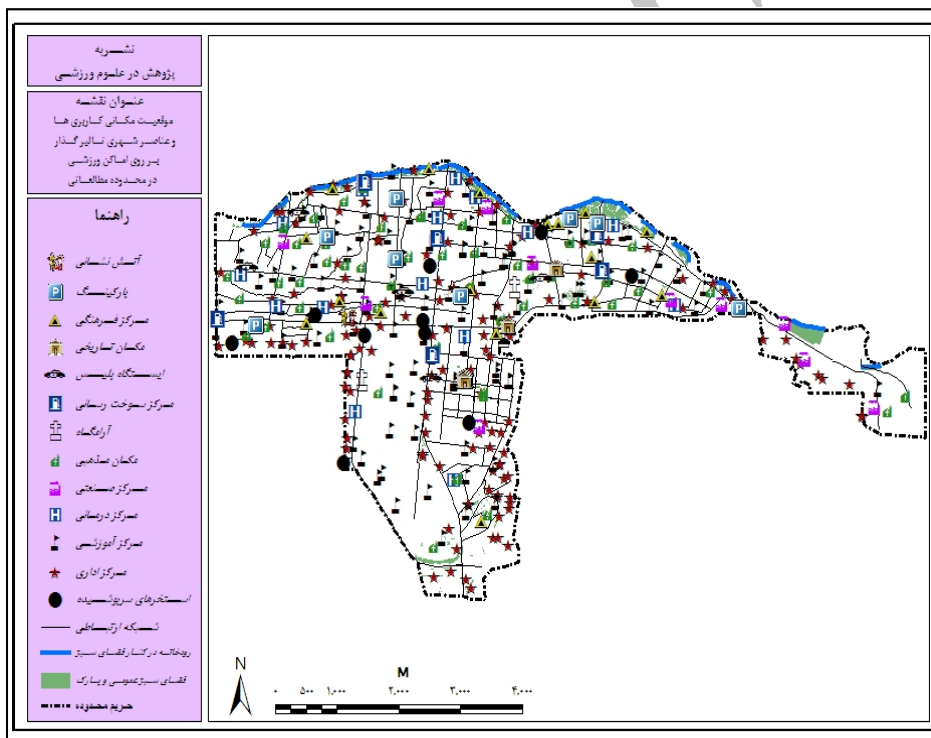 نشریه
پژوهش در علوم ورزشی
عنوان نقشه
موقعیت مکانی کاربری ها
و عناصر شهری تاثیر گذار
بر روی اماکن ورزشی
در محدوده مطالعاتی
راهنما
آتش نشانی
پارکینگ
مرکز فرهنگی
مکان تاریخی
ایستگاه پلیس
مرکز سوخت رسانی
آرامگاه
مکان مذهبی
مرکز صنعتی
مرکز درمانی
مرکز آموزشی
مرکز اداری
استخرهای سرپوشیده
شبکه ارتباطی
رودخانه در کنار فضای سبز
فضای سبز عمومی و پارک
حریم محدوده
N
M
۰ ۵۰۰ ۱,۰۰۰ ۲,۰۰۰ ۳,۰۰۰ ۴,۰۰۰